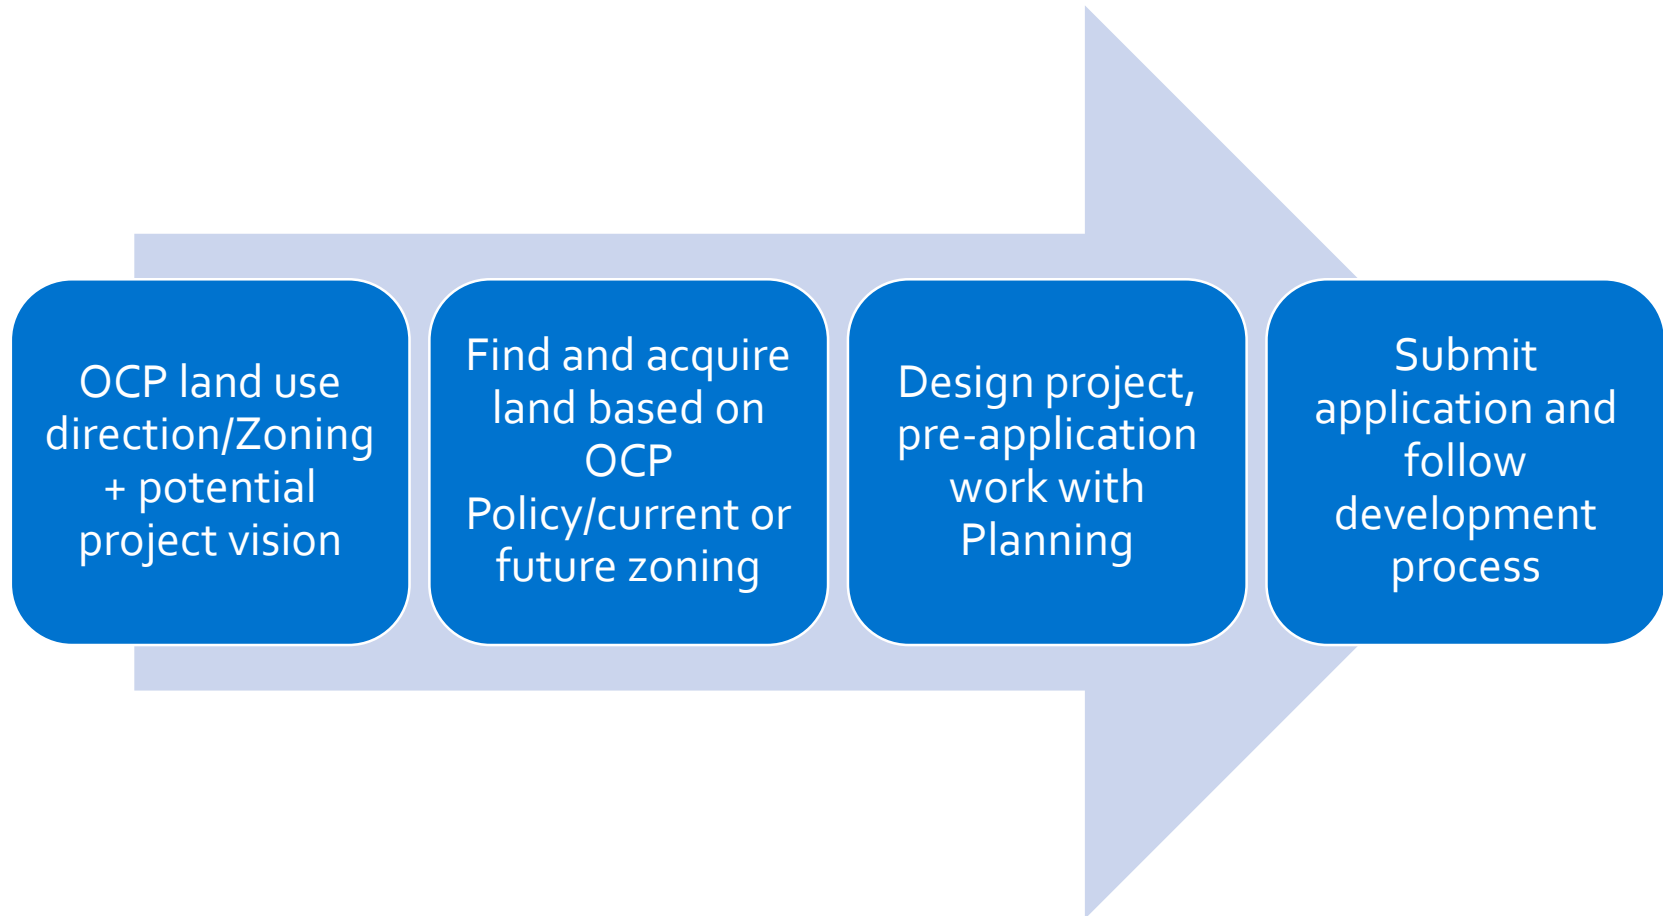 OCP land use
direction/Zoning
+ potential
project vision
Find and acquire
land based on
OCP
Policy/current or
future zoning
Design project,
pre-application
work with
Planning
Submit
application and
follow
development
process